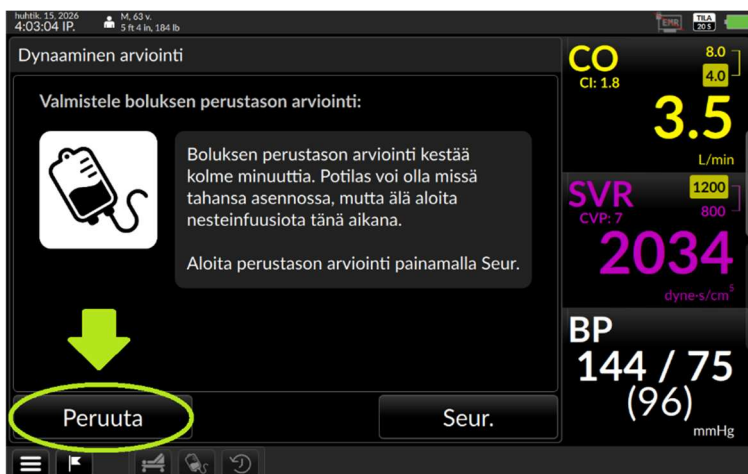 huhtik. 15, 2026
4:03:04 IP.
M, 63 v.
5 ft 4 in, 184 lb
EMR
TILA
20 S
Dynaaminen arviointi
Valmistele boluksen perustason arviointi:
Boluksen perustason arviointi kestää
kolme minuuttia. Potilas voi olla missä
tahansa asennossa, mutta älä aloita
nesteinfuusiota tänä aikana.
Aloita perustason arviointi painamalla Seur.
Peruuta
Seur.
CO
CI: 1.8
8.0
4.0
3.5
L/min
SVR
CVP: 7
1200
800
2034
dyne-s/cm⁵
BP
144 / 75
(96)
mmHg